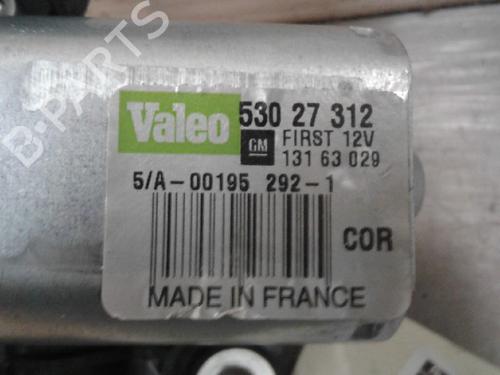 B-PARTS
Valeo 530 27 312
GM FIRST 12V
131 63 029
5/A-00195 292-1
COR
MADE IN FRANCE